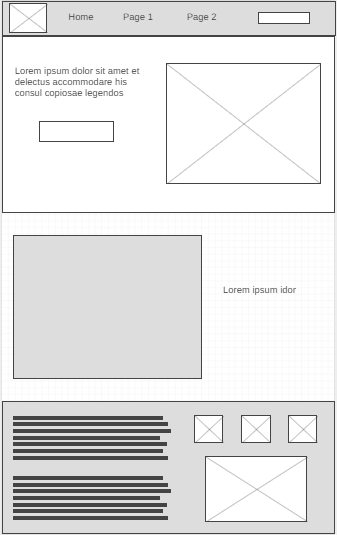 Home Page 1 Page 2
Lorem ipsum dolor sit amet et
delectus accommodare his
consul copiosae legendos
Lorem ipsum idor